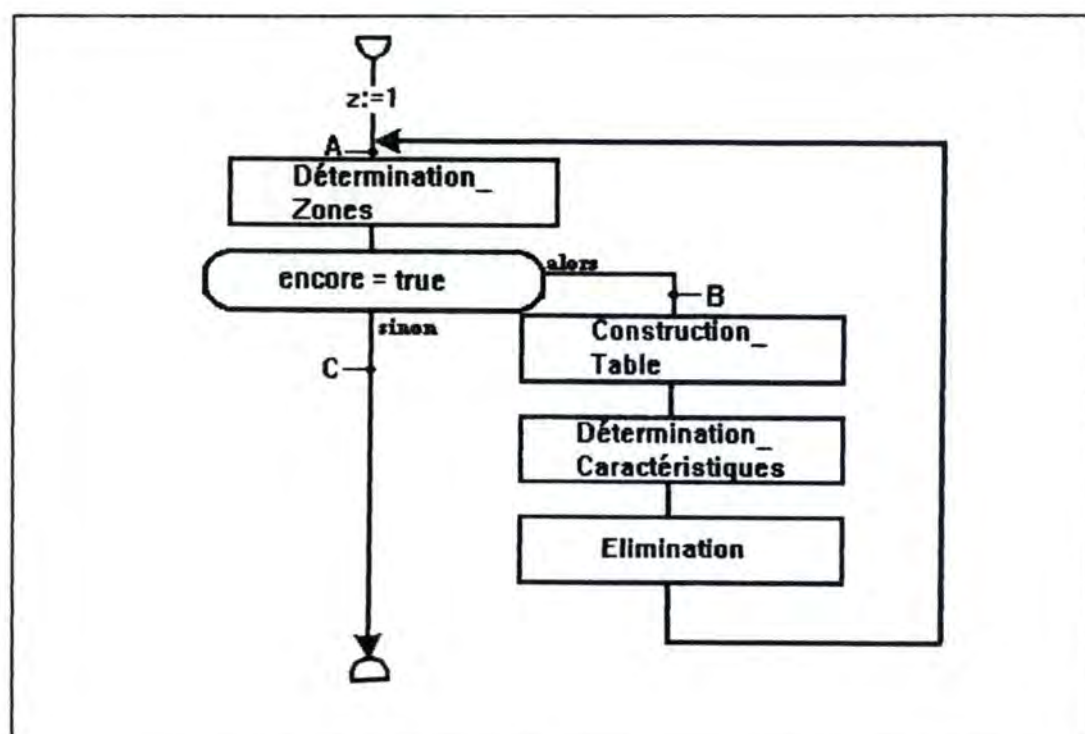 z:=1
A
Détermination_
Zones
encore = true
alors
B
sinon
Construction_
Table
C
Détermination_
Caractéristiques
Elimination